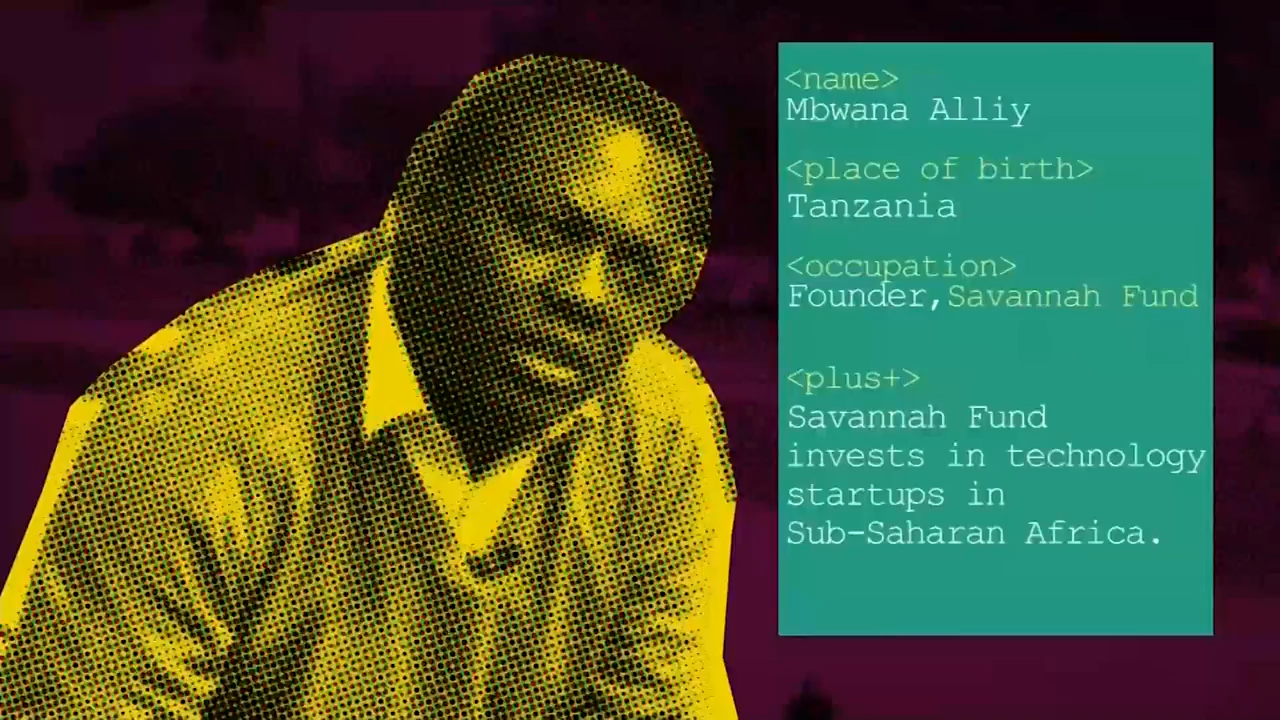 <name>
Mbwana Alliy
<place of birth>
Tanzania
<occupation>
Founder,Savannah Fund
<plus+>
Savannah Fund
invests in technology
startups in
Sub-Saharan Africa.